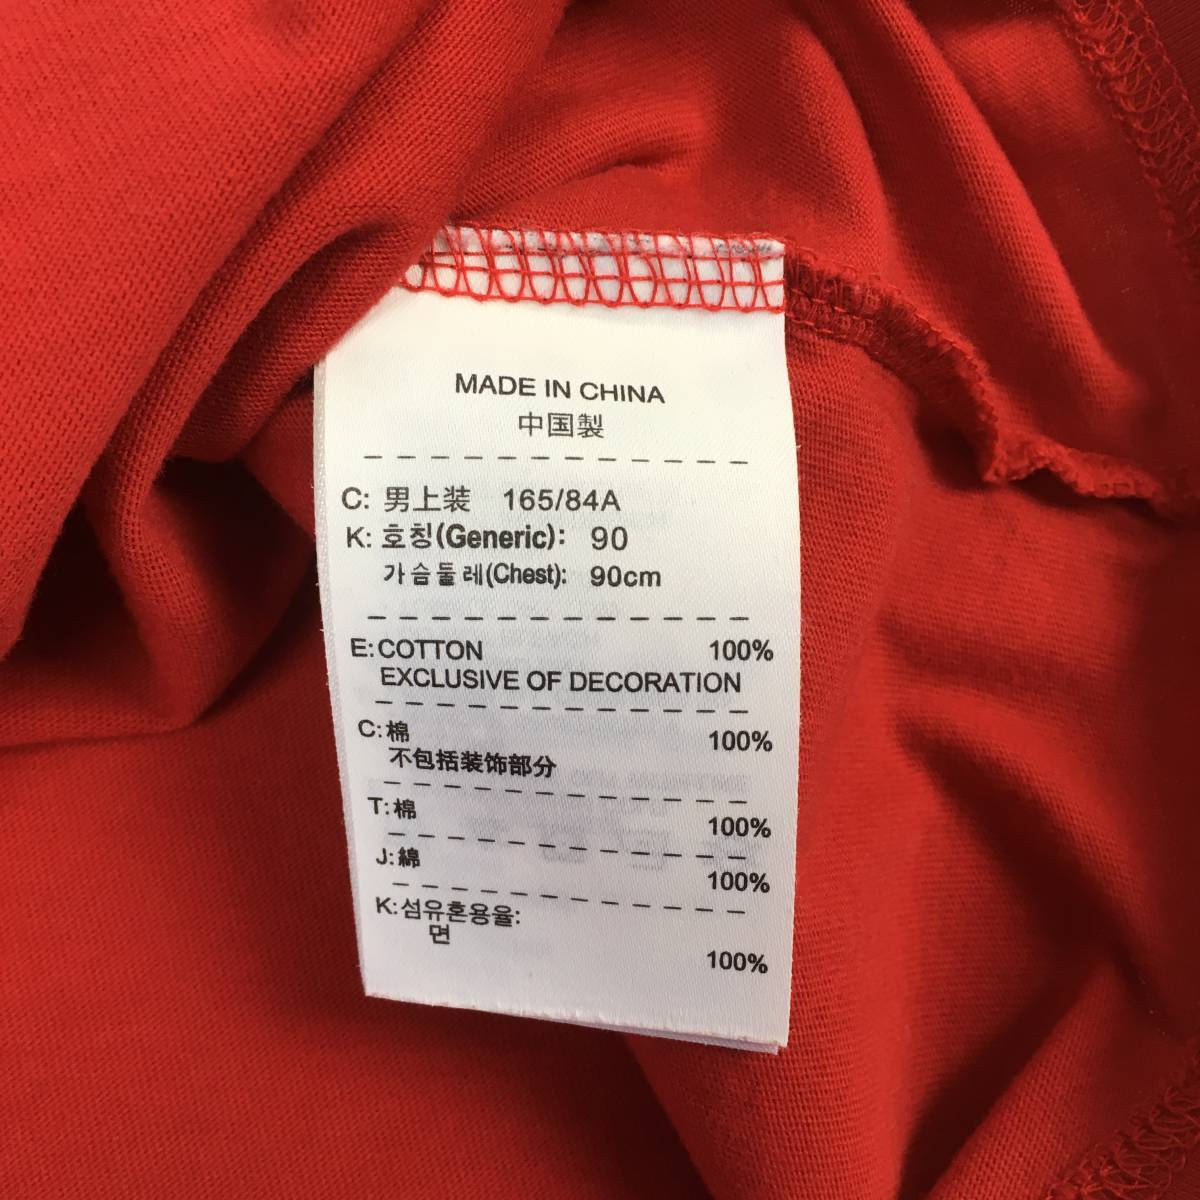 MADE IN CHINA
中国製
C: 男上装 165/84A
K: 호칭(Generic): 90
가슴둘레(Chest): 90cm
E: COTTON 100%
EXCLUSIVE OF DECORATION
C: 棉 100%
不包括装饰部分
T: 棉 100%
J: 綿 100%
K: 섬유혼용율:
면
100%